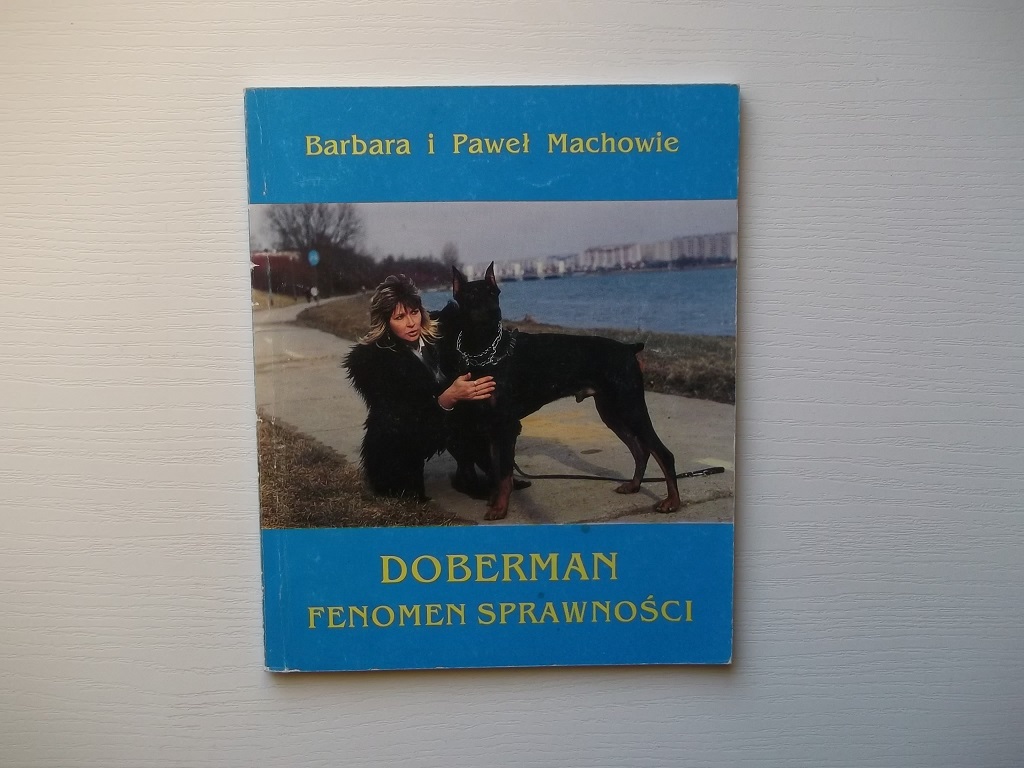 Barbara i Paweł Machowie
DOBERMAN
FENOMEN SPRAWNOŚCI